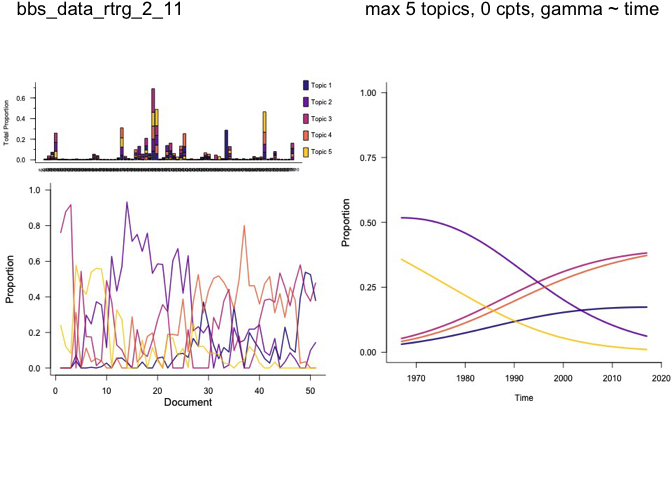 bbs_data_rtrg_2_11
max 5 topics, 0 cpts, gamma ~ time
Total Proportion
0.6
0.4
0.2
0.0
Topic 1
Topic 2
Topic 3
Topic 4
Topic 5
Proportion
1.0
0.8
0.6
0.4
0.2
0.0
0
10
20
30
40
50
Document
Proportion
1.00
0.75
0.50
0.25
0.00
1970
1980
1990
2000
2010
2020
Time